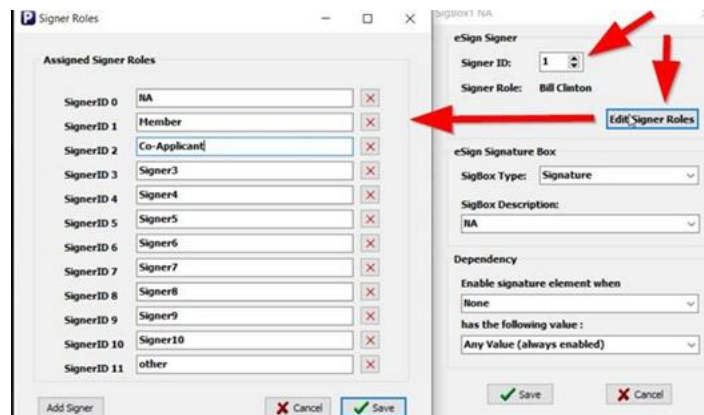 Signer Roles
Assigned Signer Roles
SignerID 0 NA
SignerID 1 Member
SignerID 2 Co-Applicant
SignerID 3 Signer3
SignerID 4 Signer4
SignerID 5 Signer5
SignerID 6 Signer6
SignerID 7 Signer7
SignerID 8 Signer8
SignerID 9 Signer9
SignerID 10 Signer10
SignerID 11 other
Add Signer Cancel Save
SigBox1 NA
eSign Signer
Signer ID: 1
Signer Role: Bill Clinton
Edit Signer Roles
eSign Signature Box
SigBox Type: Signature
SigBox Description:
NA
Dependency
Enable signature element when
None
has the following value :
Any Value (always enabled)
Save Cancel